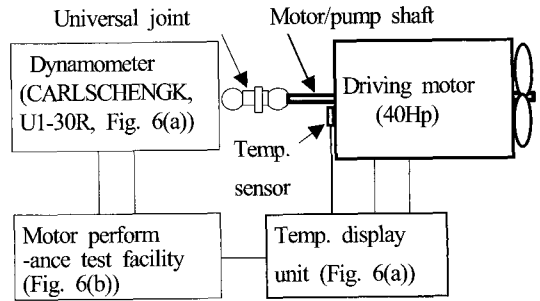 Universal joint
Motor/pump shaft
Dynamometer
(CARLSCHENGK,
U1-30R, Fig. 6(a))
Driving motor
(40Hp)
Temp.
sensor
Motor perform
-ance test facility
(Fig. 6(b))
Temp. display
unit (Fig. 6(a))